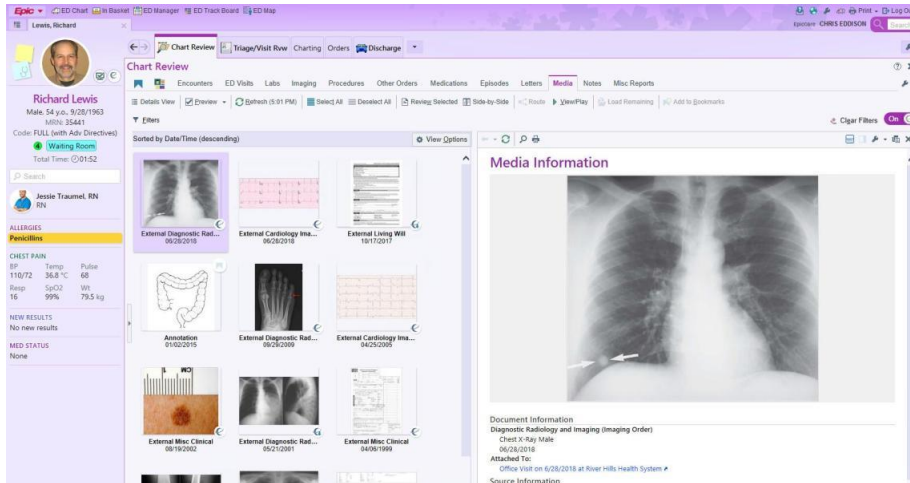 Epic ED Chart In Basket ED Manager ED Track Board ED Map Print Log Ou
Lewis, Richard CHRIS EDDISON Search
Chart Review Triage/Visit Rvw Charting Orders Discharge
Chart Review
Encounters ED Visits Labs Imaging Procedures Other Orders Medications Episodes Letters Media Notes Misc Reports
Details View Preview Refresh (5:01 PM) Select All Deselect All Review Selected Side-by-Side Route View/Play Load Remaining Add to Bookmarks
Filters Clear Filters On
Richard Lewis
Male, 54 y.o., 9/28/1963
MRN: 35441
Code: FULL (with Adv Directives)
4 Waiting Room
Total Time: 01:52
Search
Jessie Traumel, RN
RN
ALLERGIES
Penicillins
CHEST PAIN
BP Temp Pulse
110/72 36.8 °C 68
Resp SpO2 Wt
16 99% 79.5 kg
NEW RESULTS
No new results
MED STATUS
None
Sorted by Date/Time (descending) View Options
External Diagnostic Rad... External Cardiology Ima... External Living Will
06/28/2018 06/28/2018 10/17/2017
Annotation External Diagnostic Rad... External Cardiology Ima...
01/02/2015 09/29/2009 04/25/2005
CM
External Misc Clinical External Diagnostic Rad... External Misc Clinical
08/19/2002 05/21/2001 04/06/1999
Media Information
Document Information
Diagnostic Radiology and Imaging (Imaging Order)
Chest X-Ray Male
06/28/2018
Attached To:
Office Visit on 6/28/2018 at River Hills Health System
Source Information